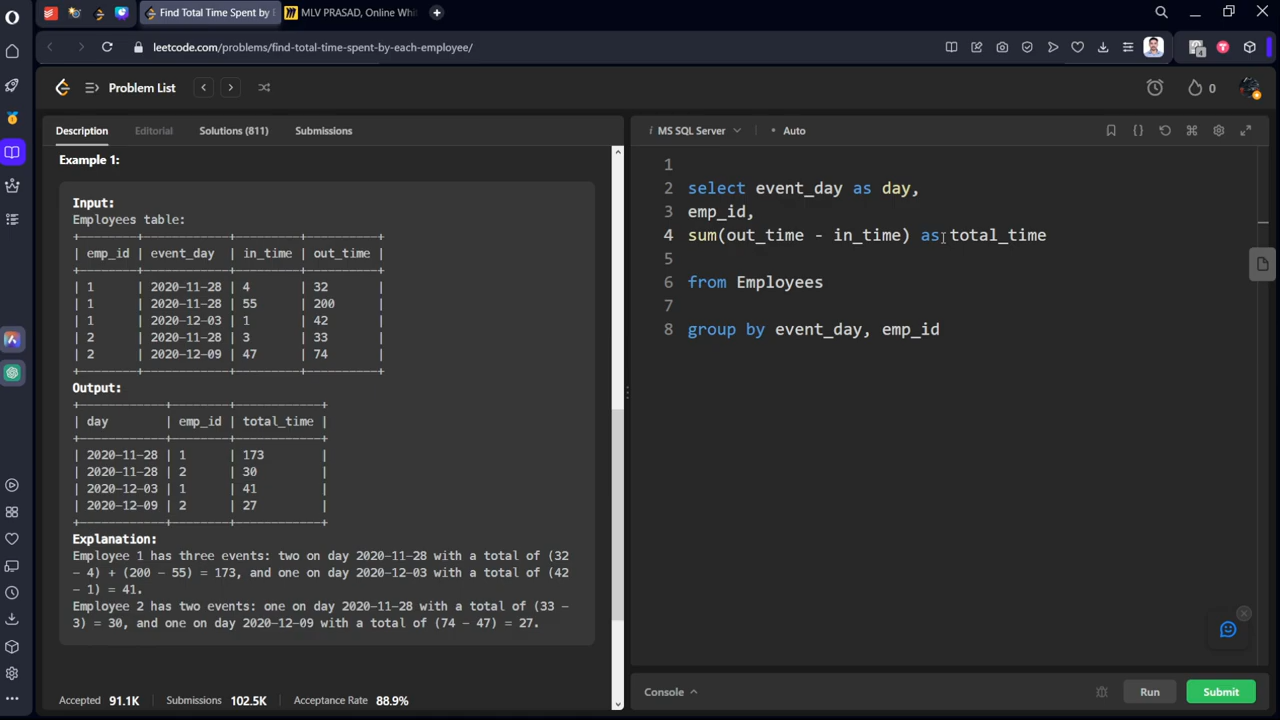 Find Total Time Spent by E
MLV PRASAD, Online Whit
leetcode.com/problems/find-total-time-spent-by-each-employee/
4
Problem List
0
Description
Editorial
Solutions (811)
Submissions
MS SQL Server
• Auto
Example 1:
Input:
Employees table:
+--------+------------+---------+----------+
| emp_id | event_day | in_time | out_time |
+--------+------------+---------+----------+
| 1 | 2020-11-28 | 4 | 32 |
| 1 | 2020-11-28 | 55 | 200 |
| 1 | 2020-12-03 | 1 | 42 |
| 2 | 2020-11-28 | 3 | 33 |
| 2 | 2020-12-09 | 47 | 74 |
+--------+------------+---------+----------+
Output:
+------------+--------+------------+
| day | emp_id | total_time |
+------------+--------+------------+
| 2020-11-28 | 1 | 173 |
| 2020-11-28 | 2 | 30 |
| 2020-12-03 | 1 | 41 |
| 2020-12-09 | 2 | 27 |
+------------+--------+------------+
Explanation:
Employee 1 has three events: two on day 2020-11-28 with a total of (32
- 4) + (200 - 55) = 173, and one on day 2020-12-03 with a total of (42
- 1) = 41.
Employee 2 has two events: one on day 2020-11-28 with a total of (33 -
3) = 30, and one on day 2020-12-09 with a total of (74 - 47) = 27.
Accepted 91.1K | Submissions 102.5K | Acceptance Rate 88.9%
1
2 select event_day as day,
3 emp_id,
4 sum(out_time - in_time) as total_time
5
6 from Employees
7
8 group by event_day, emp_id
Console
Run
Submit